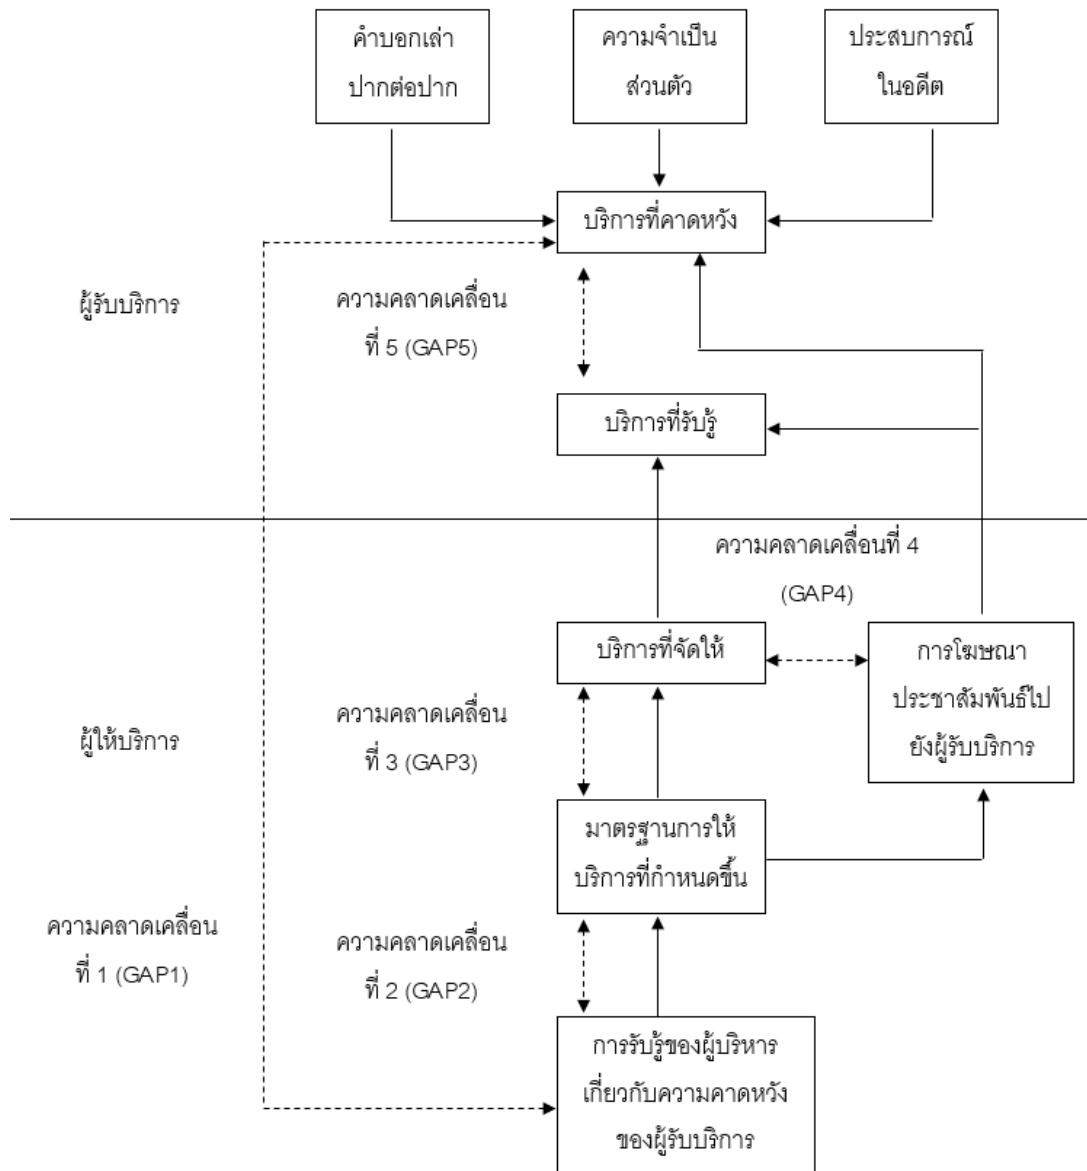 คำบอกเล่า
ปากต่อปาก
ความจำเป็น
ส่วนตัว
ประสบการณ์
ในอดีต
บริการที่คาดหวัง
ผู้รับบริการ
ความคลาดเคลื่อน
ที่ 5 (GAP5)
บริการที่รับรู้
ความคลาดเคลื่อนที่ 4
(GAP4)
บริการที่จัดให้
การโฆษณา
ประชาสัมพันธ์ไป
ยังผู้รับบริการ
ผู้ให้บริการ
ความคลาดเคลื่อน
ที่ 3 (GAP3)
มาตรฐานการให้
บริการที่กำหนดขึ้น
ความคลาดเคลื่อน
ที่ 1 (GAP1)
ความคลาดเคลื่อน
ที่ 2 (GAP2)
การรับรู้ของผู้บริหาร
เกี่ยวกับความคาดหวัง
ของผู้รับบริการ